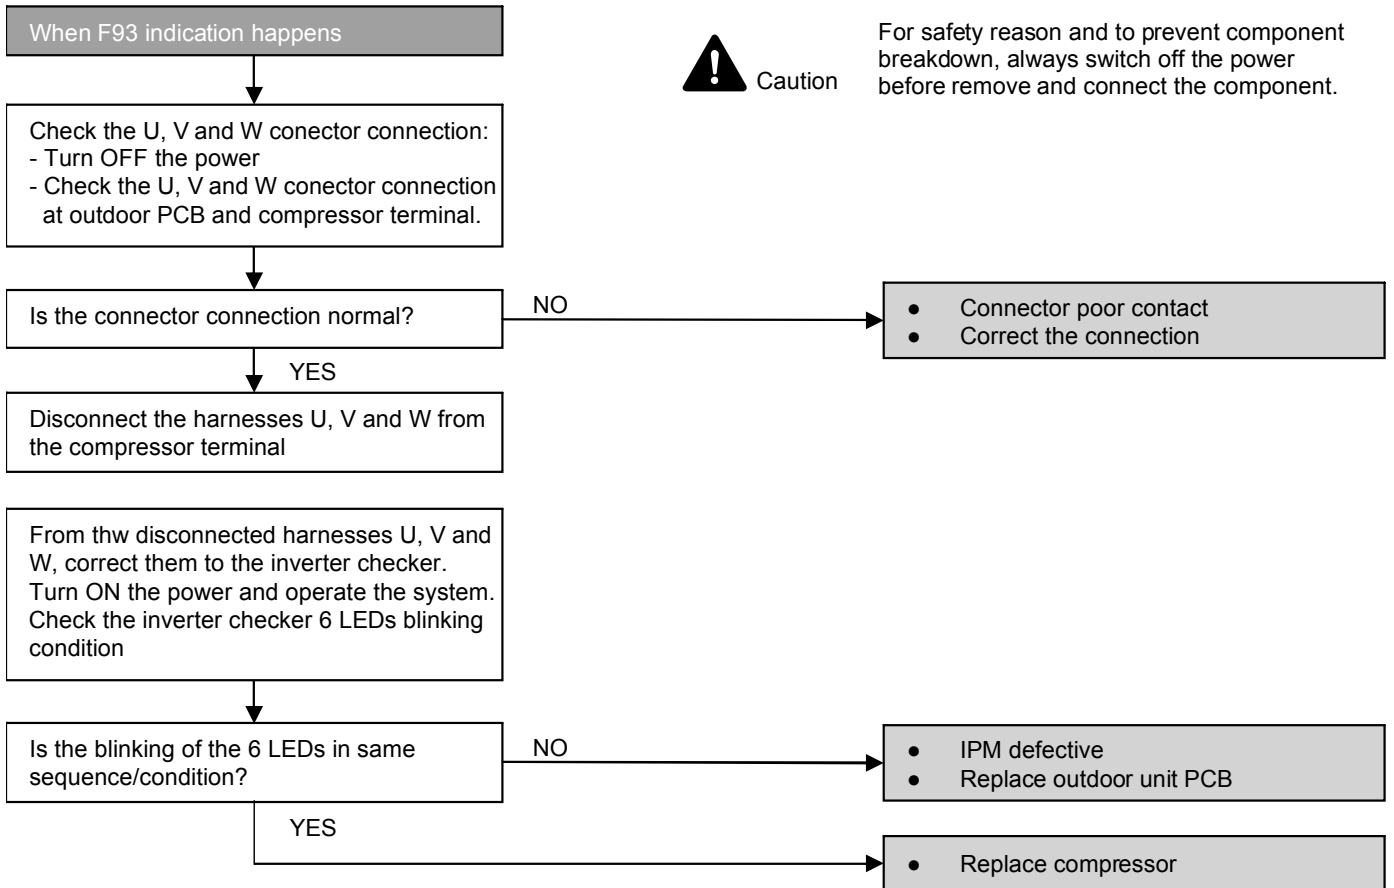 When F93 indication happens
Caution
For safety reason and to prevent component
breakdown, always switch off the power
before remove and connect the component.
Check the U, V and W conector connection:
- Turn OFF the power
- Check the U, V and W conector connection
at outdoor PCB and compressor terminal.
Is the connector connection normal?
NO
● Connector poor contact
● Correct the connection
YES
Disconnect the harnesses U, V and W from
the compressor terminal
From thw disconnected harnesses U, V and
W, correct them to the inverter checker.
Turn ON the power and operate the system.
Check the inverter checker 6 LEDs blinking
condition
Is the blinking of the 6 LEDs in same
sequence/condition?
NO
● IPM defective
● Replace outdoor unit PCB
YES
● Replace compressor